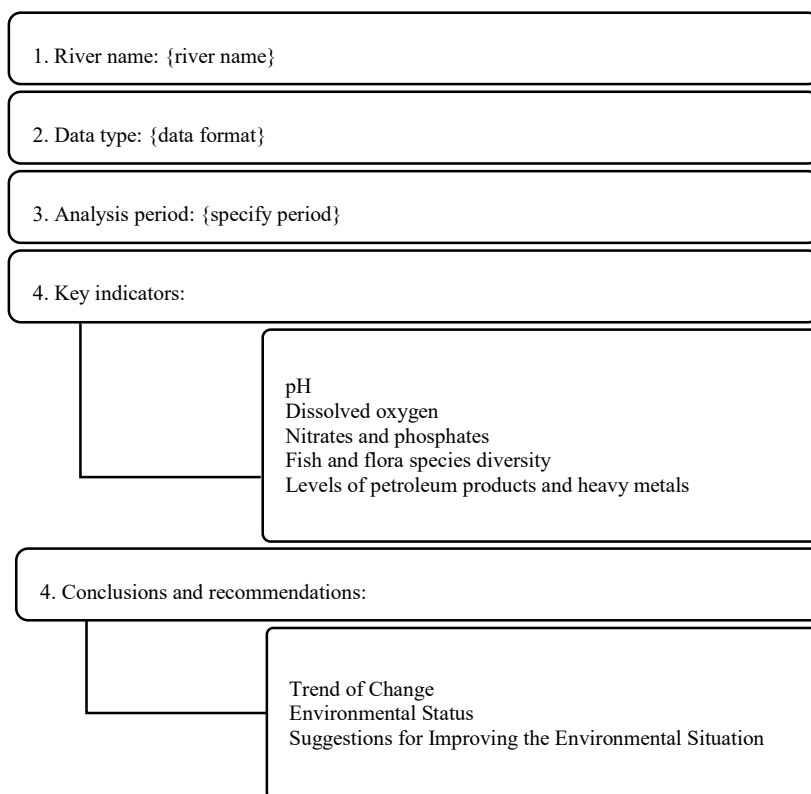 1. River name: {river name}
2. Data type: {data format}
3. Analysis period: {specify period}
4. Key indicators:
pH
Dissolved oxygen
Nitrates and phosphates
Fish and flora species diversity
Levels of petroleum products and heavy metals
4. Conclusions and recommendations:
Trend of Change
Environmental Status
Suggestions for Improving the Environmental Situation